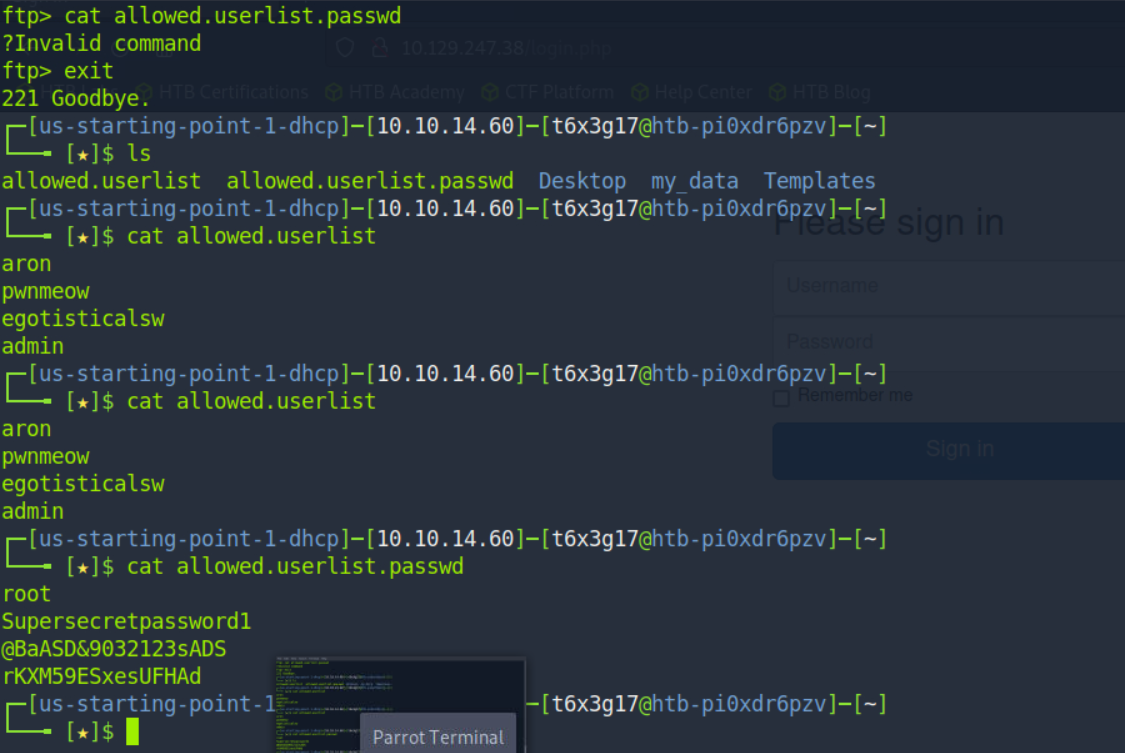 ftp> cat allowed.userlist.passwd
?Invalid command
10.129.247.38/login.php
ftp> exit
221 Goodbye.
HTB Certifications
HTB Academy
CTF Platform
Help Center
HTB Blog
┌─[us-starting-point-1-dhcp]─[10.10.14.60]─[t6x3g17@htb-pi0xdr6pzv]─[~]
└──╼ [★]$ ls
allowed.userlist  allowed.userlist.passwd  Desktop  my_data  Templates
┌─[us-starting-point-1-dhcp]─[10.10.14.60]─[t6x3g17@htb-pi0xdr6pzv]─[~]
Please sign in
└──╼ [★]$ cat allowed.userlist
aron
Username
pwnmeow
egotisticalsw
admin
Password
┌─[us-starting-point-1-dhcp]─[10.10.14.60]─[t6x3g17@htb-pi0xdr6pzv]─[~]
└──╼ [★]$ cat allowed.userlist
Remember me
aron
pwnmeow
Sign in
egotisticalsw
admin
┌─[us-starting-point-1-dhcp]─[10.10.14.60]─[t6x3g17@htb-pi0xdr6pzv]─[~]
└──╼ [★]$ cat allowed.userlist.passwd
root
Supersecretpassword1
@BaASD&9032123sADS
rKXM59ESxesUFHAd
┌─[us-starting-point-1 ─[t6x3g17@htb-pi0xdr6pzv]─[~]
└──╼ [★]$
Parrot Terminal